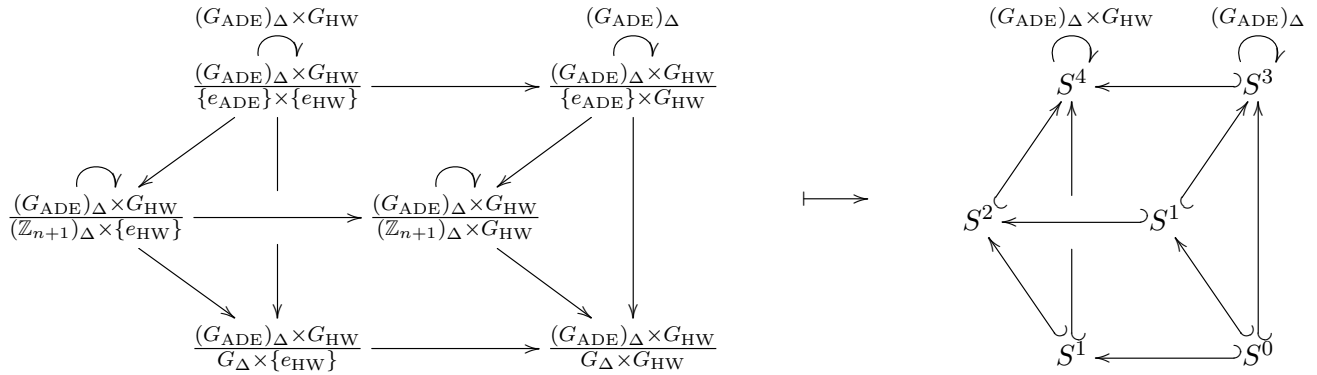 (G_ADE)_Δ × G_HW (G_ADE)_Δ (G_ADE)_Δ × G_HW (G_ADE)_Δ
(G_ADE)_Δ × G_HW (G_ADE)_Δ × G_HW
{e_ADE} × {e_HW} {e_ADE} × G_HW S^4 S^3
(G_ADE)_Δ × G_HW (G_ADE)_Δ × G_HW
(ℤ_{n+1})_Δ × {e_HW} (ℤ_{n+1})_Δ × G_HW S^2 S^1
(G_ADE)_Δ × G_HW (G_ADE)_Δ × G_HW
G_Δ × {e_HW} G_Δ × G_HW S^1 S^0